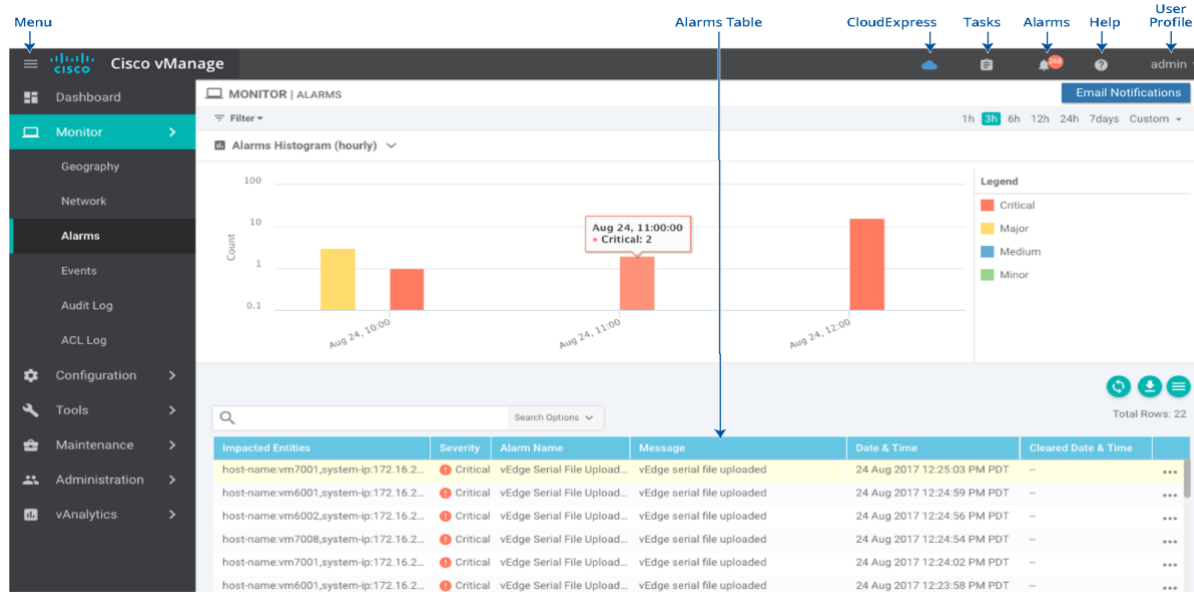 Menu
Alarms Table
CloudExpress
Tasks
Alarms
Help
User
Profile
cisco
Cisco vManage
admin
Dashboard
Monitor
Geography
Network
Alarms
Events
Audit Log
ACL Log
Configuration
Tools
Maintenance
Administration
vAnalytics
MONITOR | ALARMS
Email Notifications
Filter
1h 3h 6h 12h 24h 7days Custom
Alarms Histogram (hourly)
100
10
1
0.1
Count
Aug 24, 11:00:00
Critical: 2
Aug 24, 10:00
Aug 24, 11:00
Aug 24, 12:00
Legend
Critical
Major
Medium
Minor
Search Options
Total Rows: 22
Impacted Entities Severity Alarm Name Message Date & Time Cleared Date & Time
host-name:vm7001,system-ip:172.16.2... Critical vEdge Serial File Upload... vEdge serial file uploaded 24 Aug 2017 12:25:03 PM PDT --
host-name:vm6001,system-ip:172.16.2... Critical vEdge Serial File Upload... vEdge serial file uploaded 24 Aug 2017 12:24:59 PM PDT --
host-name:vm6002,system-ip:172.16.2... Critical vEdge Serial File Upload... vEdge serial file uploaded 24 Aug 2017 12:24:56 PM PDT --
host-name:vm7008,system-ip:172.16.2... Critical vEdge Serial File Upload... vEdge serial file uploaded 24 Aug 2017 12:24:54 PM PDT --
host-name:vm7001,system-ip:172.16.2... Critical vEdge Serial File Upload... vEdge serial file uploaded 24 Aug 2017 12:24:02 PM PDT --
host-name:vm6001,system-ip:172.16.2... Critical vEdge Serial File Upload... vEdge serial file uploaded 24 Aug 2017 12:23:58 PM PDT --